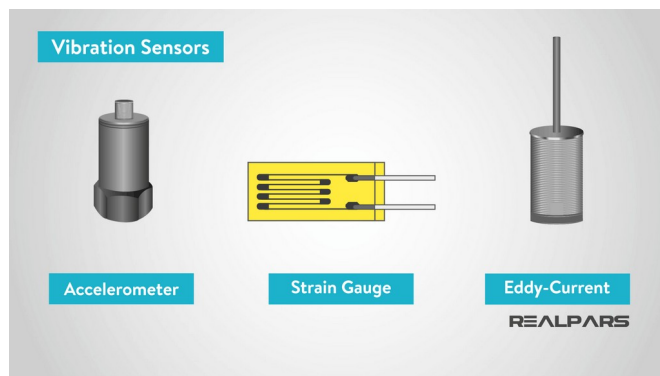 Vibration Sensors
Accelerometer
Strain Gauge
Eddy-Current
REALPARS